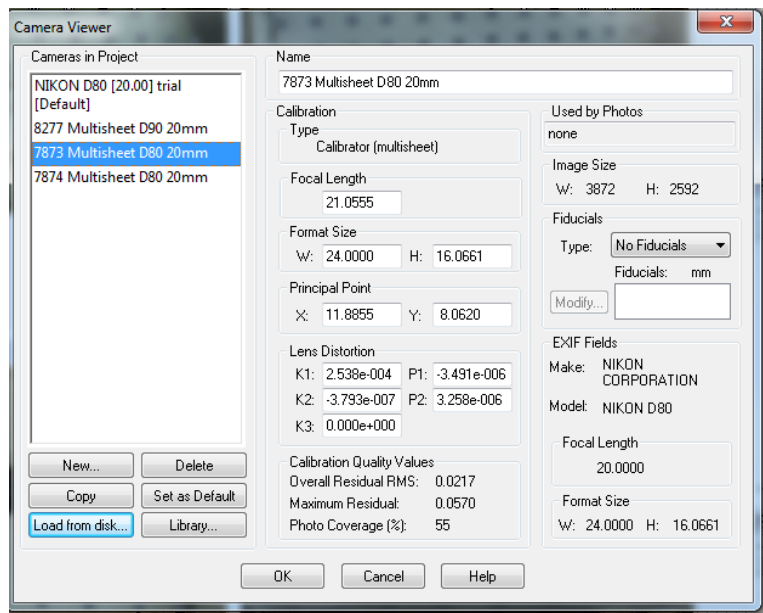 Camera Viewer
Cameras in Project
NIKON D80 [20.00] trial
[Default]
8277 Multisheet D90 20mm
7873 Multisheet D80 20mm
7874 Multisheet D80 20mm
New... Delete
Copy Set as Default
Load from disk... Library...
Name
7873 Multisheet D80 20mm
Calibration
Type
Calibrator (multisheet)
Focal Length
21.0555
Format Size
W: 24.0000 H: 16.0661
Principal Point
X: 11.8855 Y: 8.0620
Lens Distortion
K1: 2.538e-004 P1: -3.491e-006
K2: -3.793e-007 P2: 3.258e-006
K3: 0.000e+000
Calibration Quality Values
Overall Residual RMS: 0.0217
Maximum Residual: 0.0570
Photo Coverage (%): 55
Used by Photos
none
Image Size
W: 3872 H: 2592
Fiducials
Type: No Fiducials
Fiducials: mm
Modify...
EXIF Fields
Make: NIKON
CORPORATION
Model: NIKON D80
Focal Length
20.0000
Format Size
W: 24.0000 H: 16.0661
OK Cancel Help